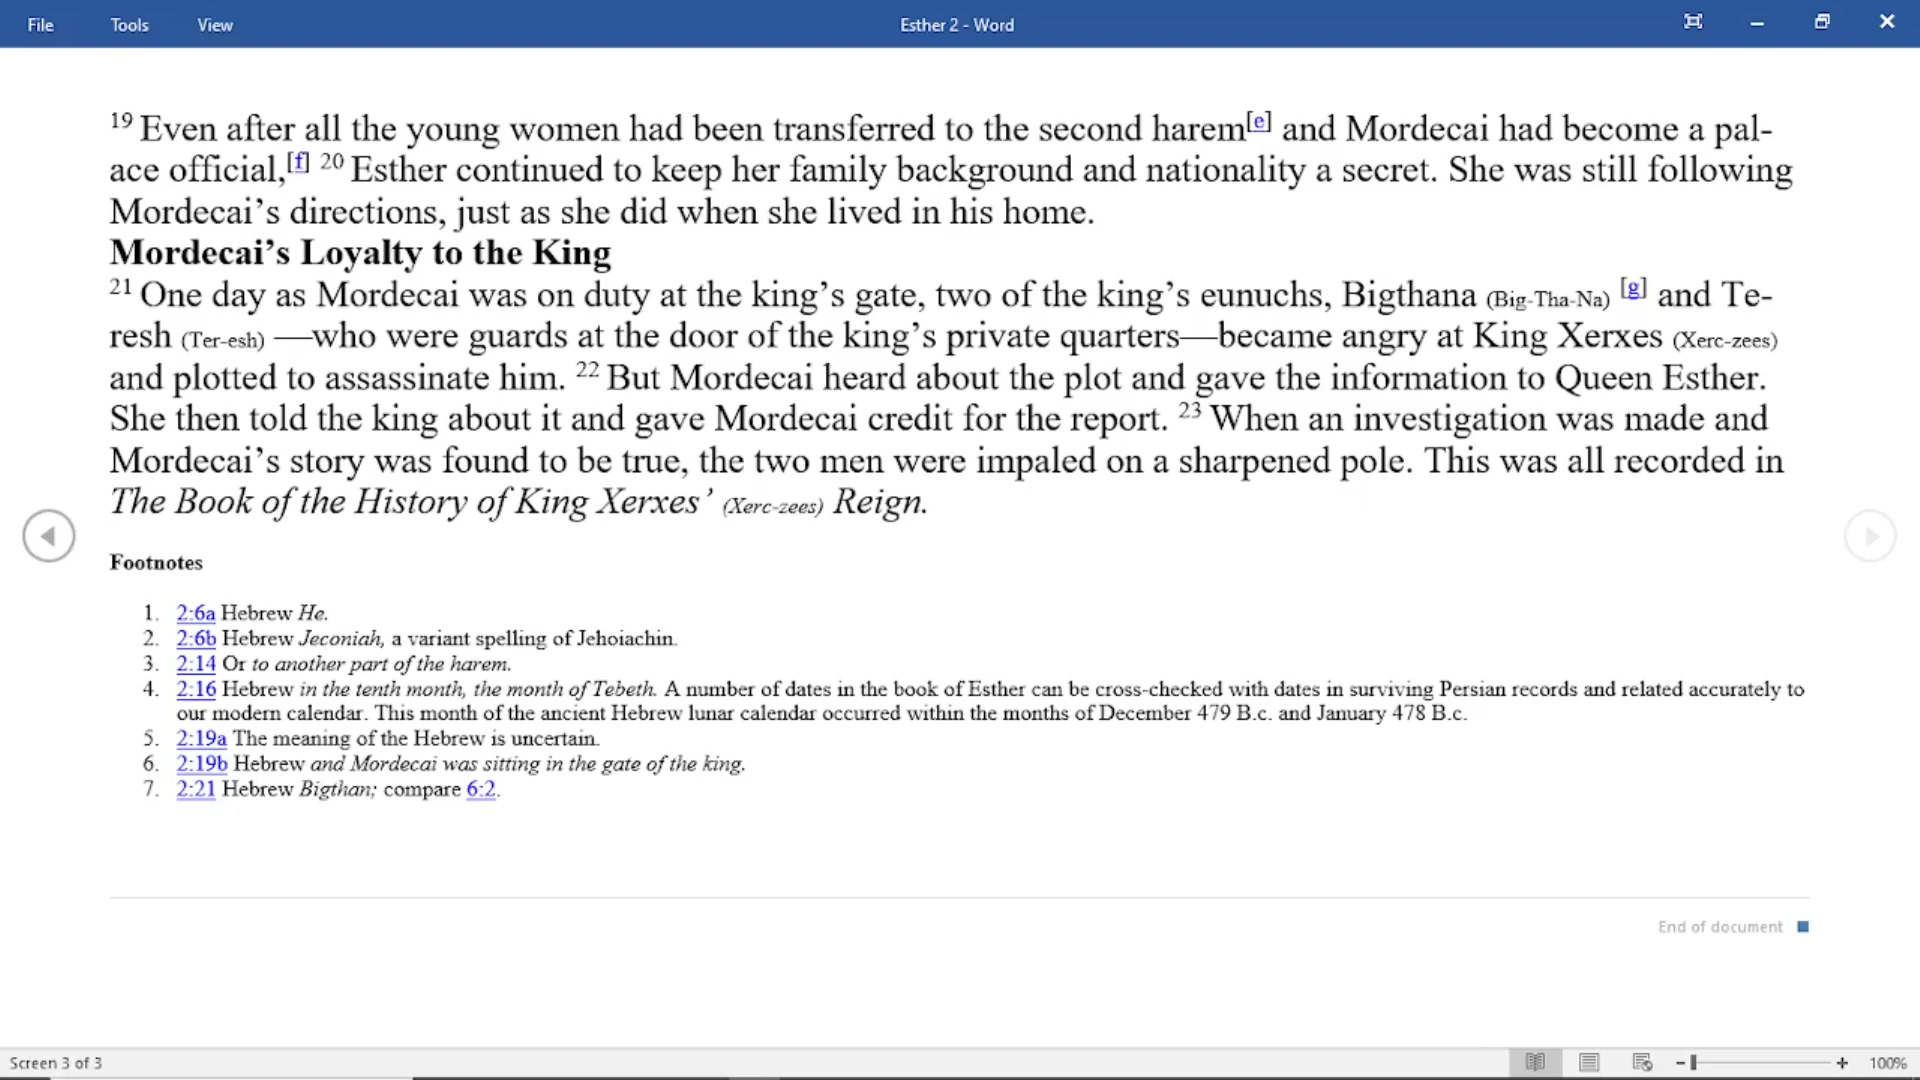 File Tools View Esther 2 - Word
19 Even after all the young women had been transferred to the second harem[e] and Mordecai had become a pal-
ace official,[f] 20 Esther continued to keep her family background and nationality a secret. She was still following
Mordecai’s directions, just as she did when she lived in his home.
Mordecai’s Loyalty to the King
21 One day as Mordecai was on duty at the king’s gate, two of the king’s eunuchs, Bigthana (Big-Tha-Na) [g] and Te-
resh (Ter-esh) —who were guards at the door of the king’s private quarters—became angry at King Xerxes (Xerc-zees)
and plotted to assassinate him. 22 But Mordecai heard about the plot and gave the information to Queen Esther.
She then told the king about it and gave Mordecai credit for the report. 23 When an investigation was made and
Mordecai’s story was found to be true, the two men were impaled on a sharpened pole. This was all recorded in
The Book of the History of King Xerxes’ (Xerc-zees) Reign.
Footnotes
1. 2:6a Hebrew He.
2. 2:6b Hebrew Jeconiah, a variant spelling of Jehoiachin.
3. 2:14 Or to another part of the harem.
4. 2:16 Hebrew in the tenth month, the month of Tebeth. A number of dates in the book of Esther can be cross-checked with dates in surviving Persian records and related accurately to
our modern calendar. This month of the ancient Hebrew lunar calendar occurred within the months of December 479 B.c. and January 478 B.c.
5. 2:19a The meaning of the Hebrew is uncertain.
6. 2:19b Hebrew and Mordecai was sitting in the gate of the king.
7. 2:21 Hebrew Bigthan; compare 6:2.
End of document
Screen 3 of 3 100%